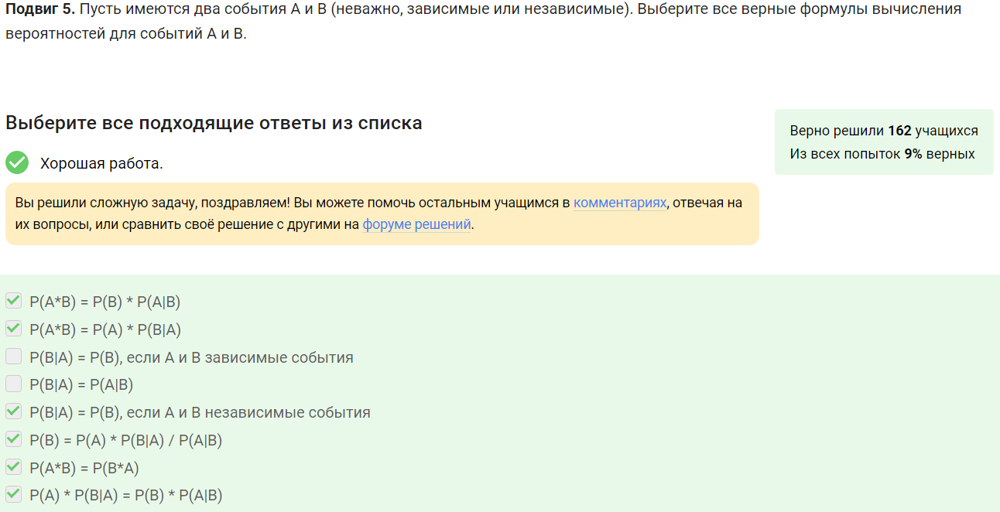 Подвиг 5. Пусть имеются два события A и B (неважно, зависимые или независимые). Выберите все верные формулы вычисления
вероятностей для событий A и B.
Выберите все подходящие ответы из списка
Верно решили 162 учащихся
Из всех попыток 9% верных
Хорошая работа.
Вы решили сложную задачу, поздравляем! Вы можете помочь остальным учащимся в комментариях, отвечая на
их вопросы, или сравнить своё решение с другими на форуме решений.
P(A*B) = P(B) * P(A|B)
P(A*B) = P(A) * P(B|A)
P(B|A) = P(B), если A и B зависимые события
P(B|A) = P(A|B)
P(B|A) = P(B), если A и B независимые события
P(B) = P(A) * P(B|A) / P(A|B)
P(A*B) = P(B*A)
P(A) * P(B|A) = P(B) * P(A|B)